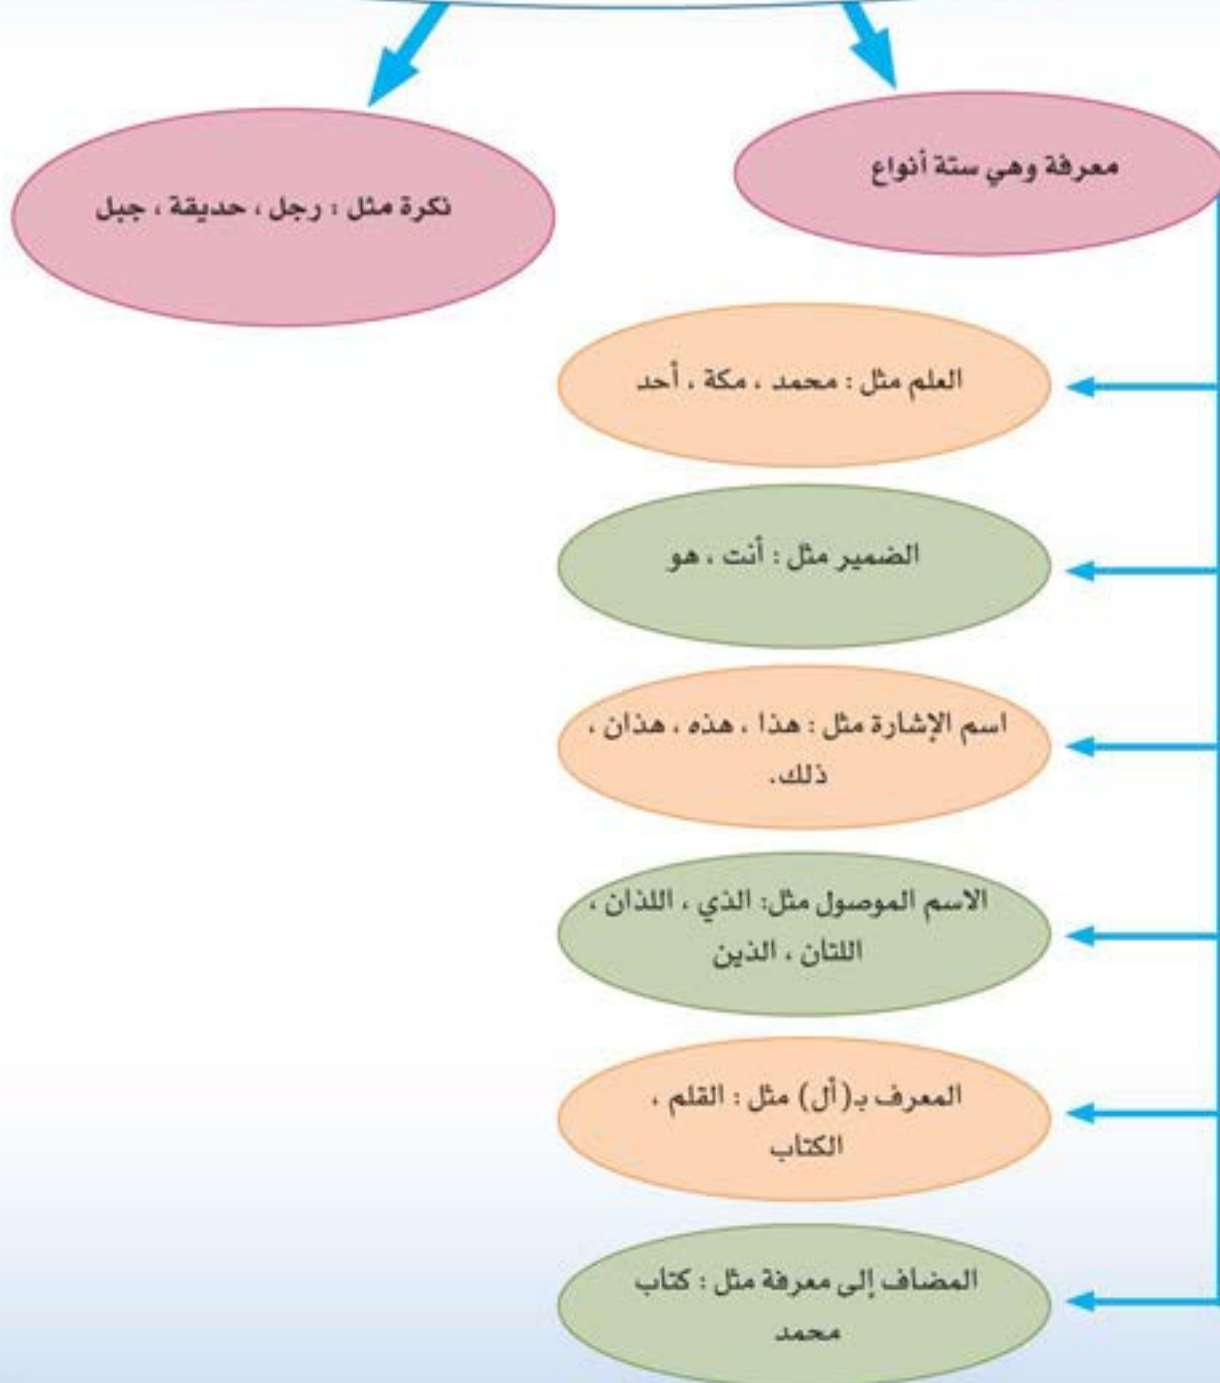 معرفة وهي ستة أنواع
نكرة مثل : رجل ، حديقة ، جبل
العلم مثل : محمد ، مكة ، أحد
الضمير مثل : أنت ، هو
اسم الإشارة مثل : هذا ، هذه ، هذان ،
ذلك.
الاسم الموصول مثل: الذي ، اللذان ،
اللتان ، الذين
المعرف بـ(أل) مثل : القلم ،
الكتاب
المضاف إلى معرفة مثل : كتاب
محمد